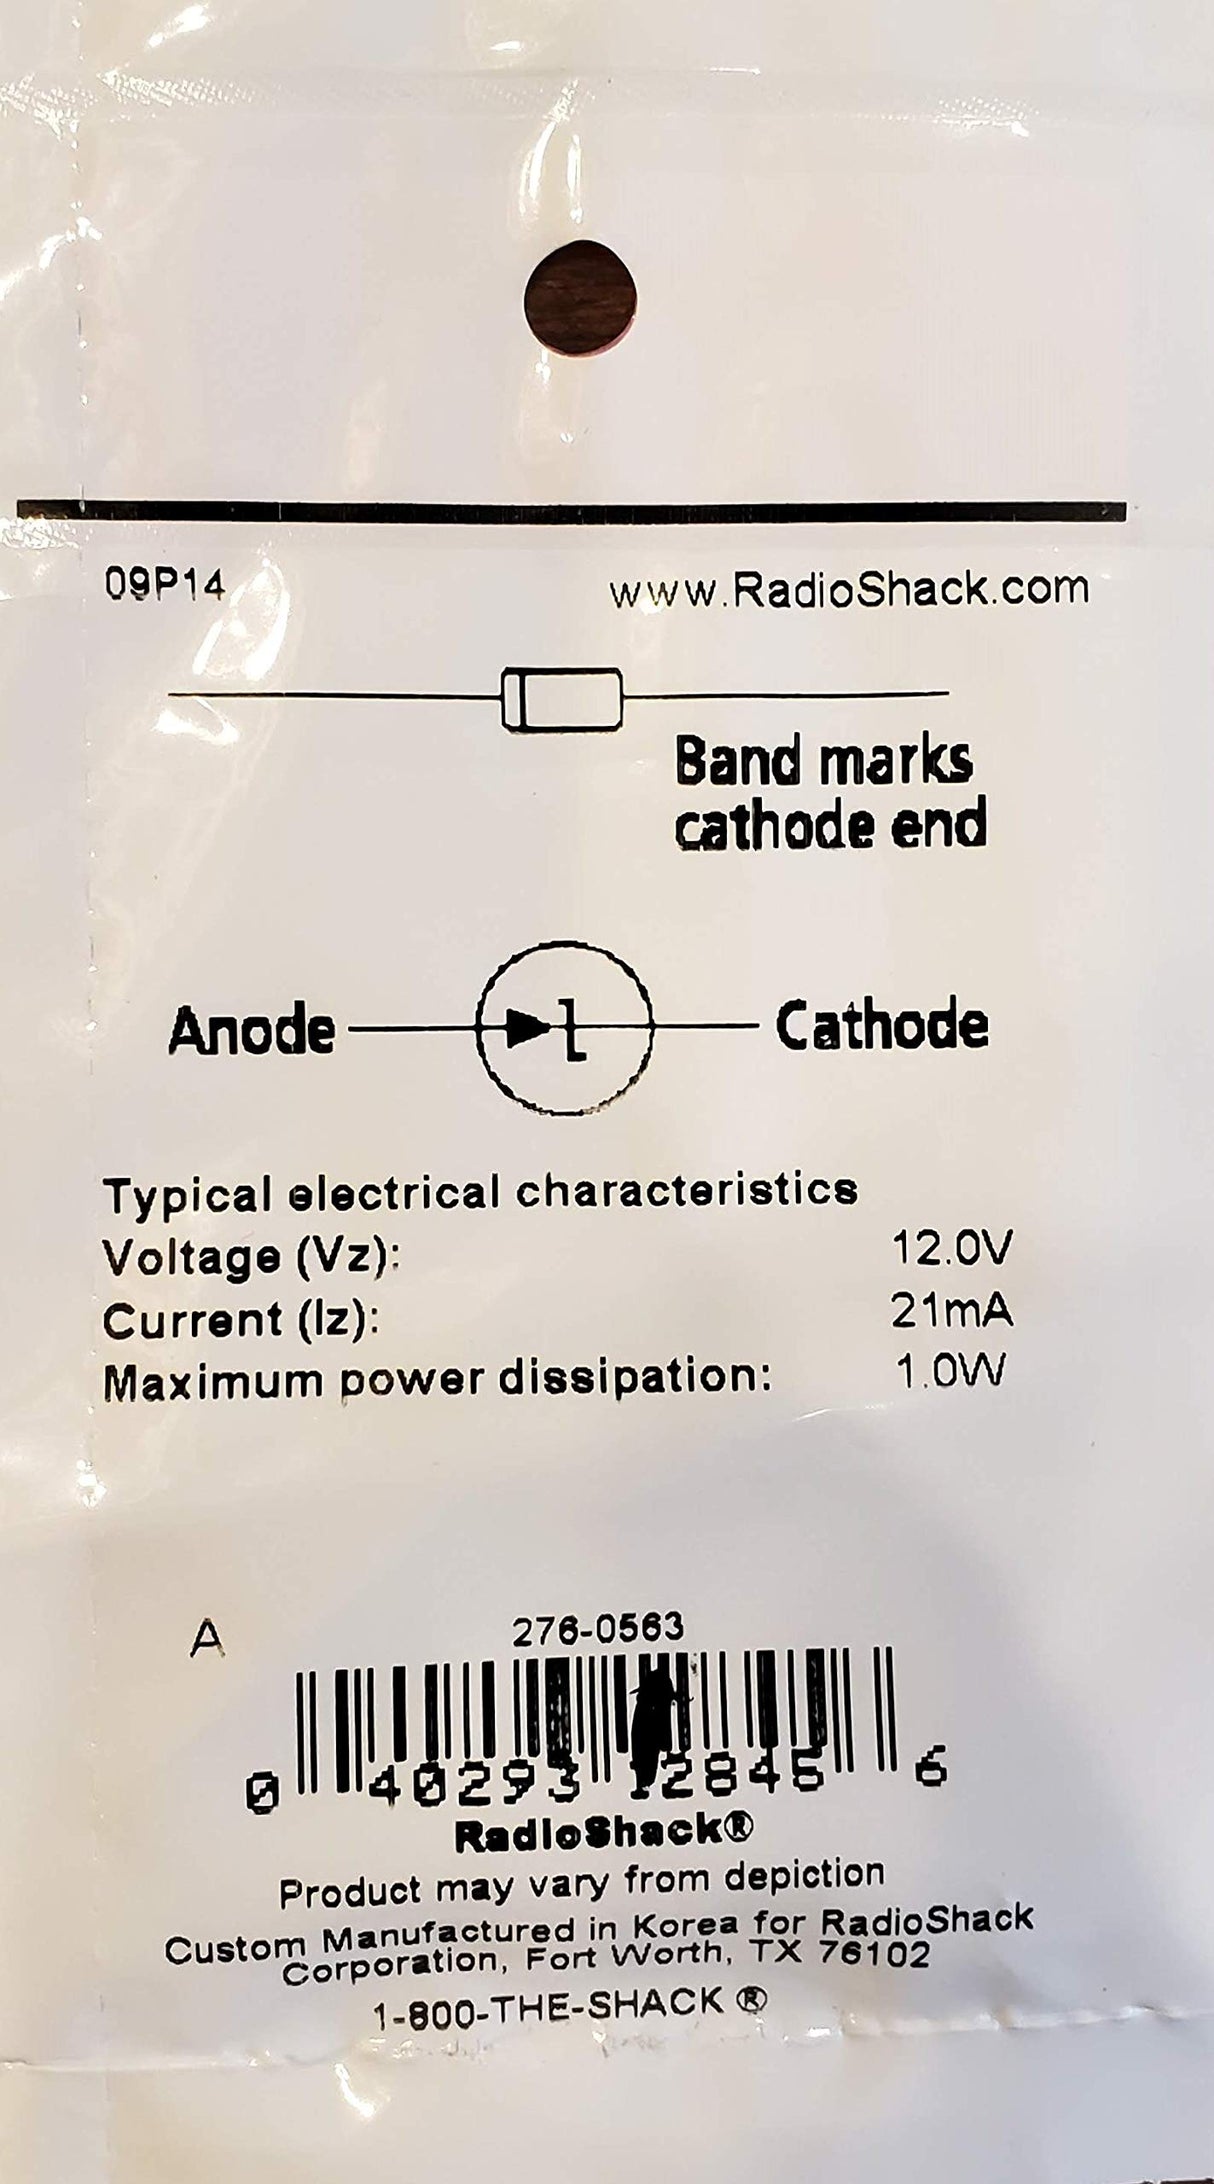 09P14 www.RadioShack.com
Band marks
cathode end
Anode Cathode
Typical electrical characteristics
Voltage (Vz): 12.0V
Current (Iz): 21mA
Maximum power dissipation: 1.0W
A 276-0563
0 40293 12845 6
RadioShack®
Product may vary from depiction
Custom Manufactured in Korea for RadioShack
Corporation, Fort Worth, TX 76102
1-800-THE-SHACK ®